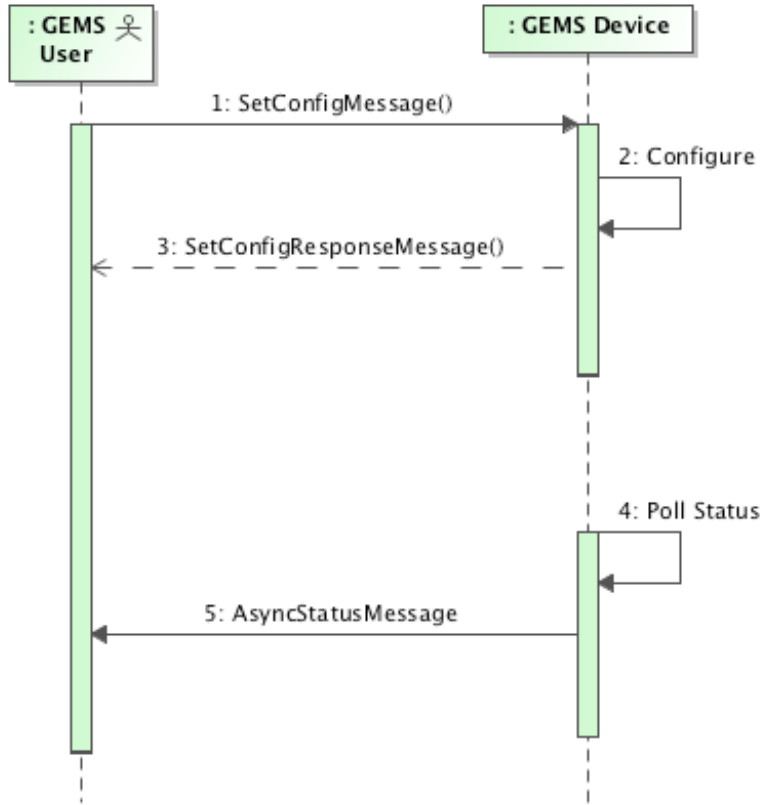 : GEMS
User
: GEMS Device
1: SetConfigMessage()
2: Configure
3: SetConfigResponseMessage()
4: Poll Status
5: AsyncStatusMessage